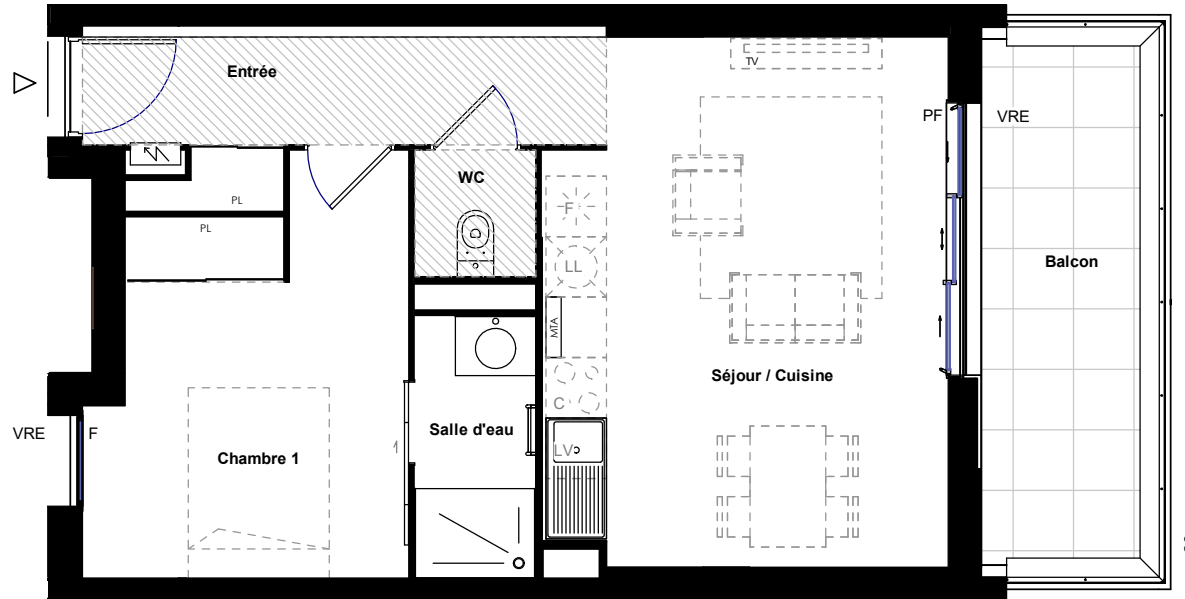 Entrée
TV
PF
VRE
WC
PL
PL
F
LL
MTA
Balcon
Séjour / Cuisine
C
VRE
F
Salle d'eau
LV
Chambre 1